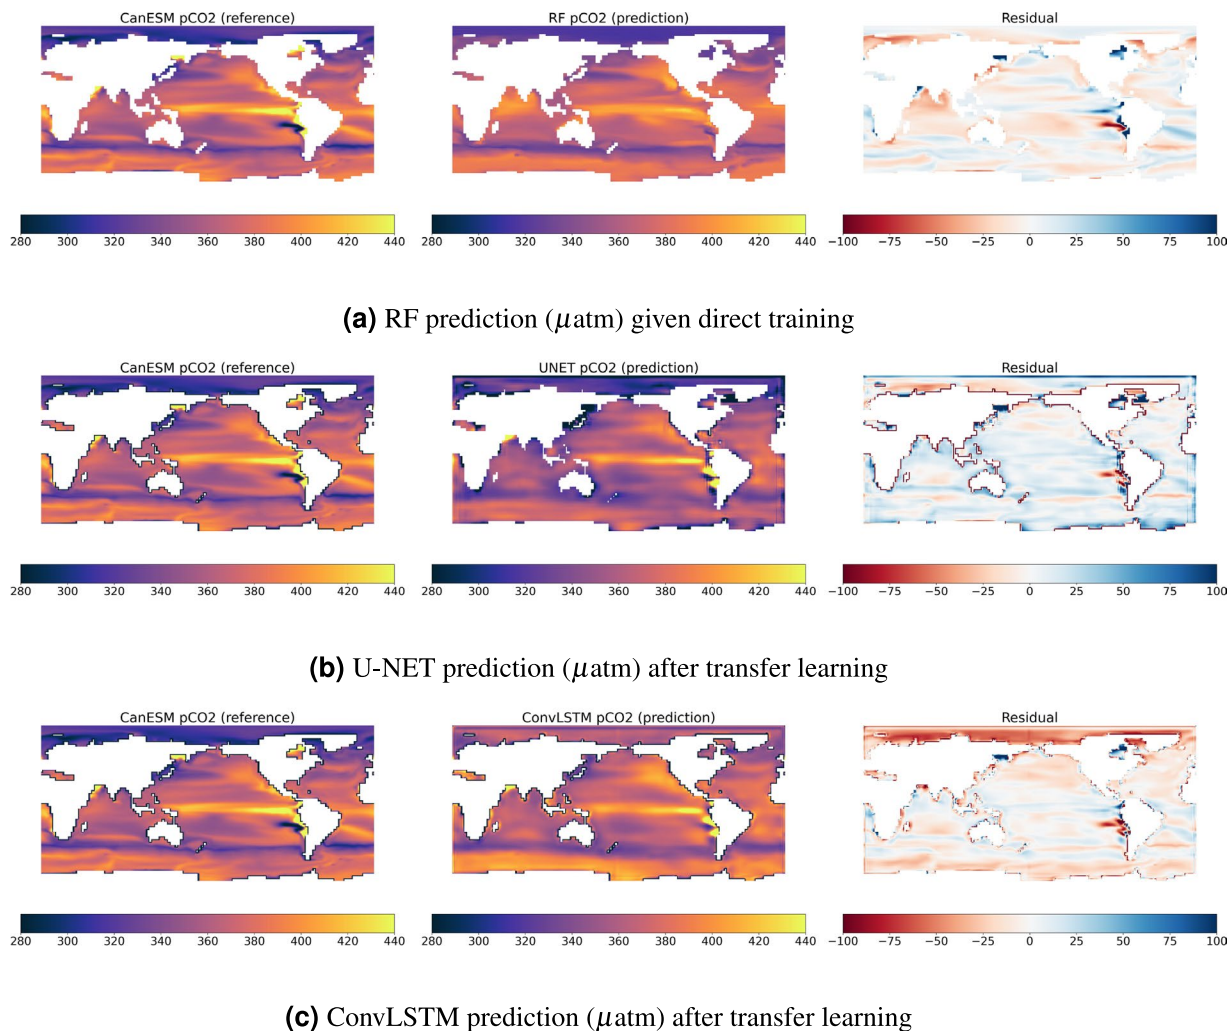 CanESM pCO2 (reference) RF pCO2 (prediction) Residual
280 300 320 340 360 380 400 420 440 280 300 320 340 360 380 400 420 440 −100 −75 −50 −25 0 25 50 75 100
(a) RF prediction (µatm) given direct training
CanESM pCO2 (reference) UNET pCO2 (prediction) Residual
280 300 320 340 360 380 400 420 440 280 300 320 340 360 380 400 420 440 −100 −75 −50 −25 0 25 50 75 100
(b) U-NET prediction (µatm) after transfer learning
CanESM pCO2 (reference) ConvLSTM pCO2 (prediction) Residual
280 300 320 340 360 380 400 420 440 280 300 320 340 360 380 400 420 440 −100 −75 −50 −25 0 25 50 75 100
(c) ConvLSTM prediction (µatm) after transfer learning